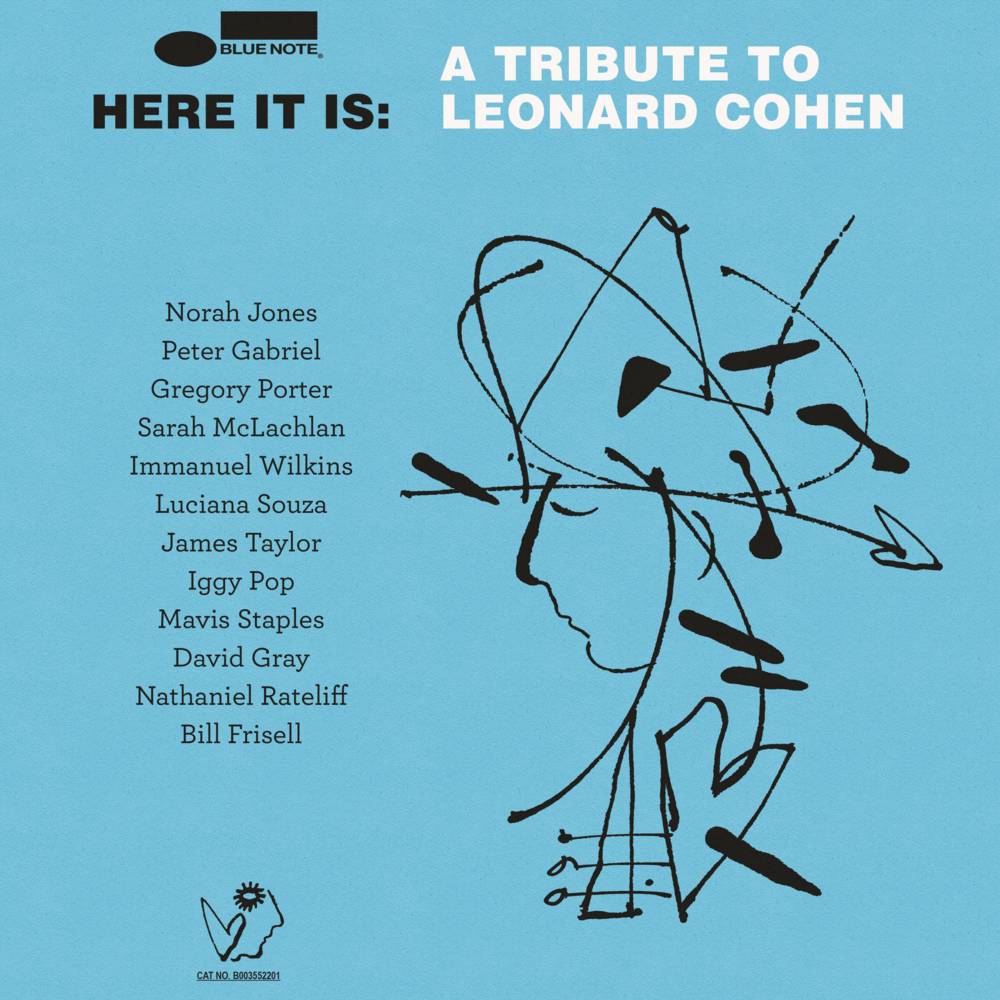 BLUE NOTE®
HERE IT IS:
A TRIBUTE TO
LEONARD COHEN
Norah Jones
Peter Gabriel
Gregory Porter
Sarah McLachlan
Immanuel Wilkins
Luciana Souza
James Taylor
Iggy Pop
Mavis Staples
David Gray
Nathaniel Rateliff
Bill Frisell
CAT NO. B003552201